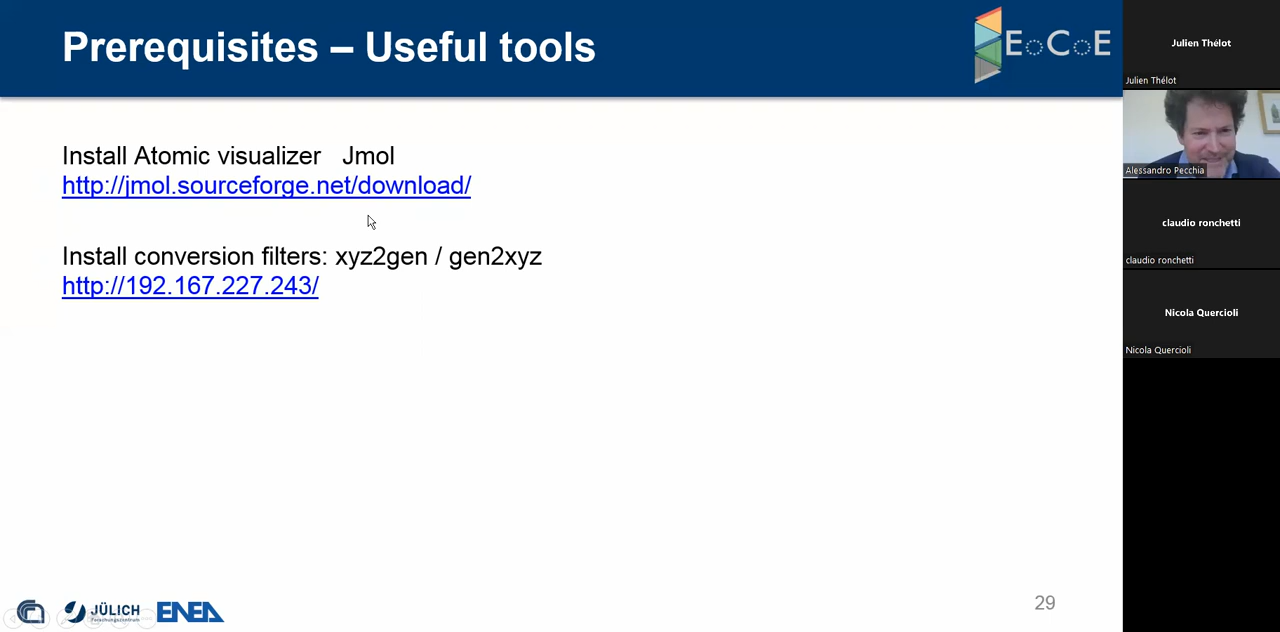 Prerequisites – Useful tools
EoCoE
Install Atomic visualizer Jmol
http://jmol.sourceforge.net/download/
Install conversion filters: xyz2gen / gen2xyz
http://192.167.227.243/
JÜLICH
Forschungszentrum
ENEA
29
Julien Thélot
Julien Thélot
Alessandro Pecchia
claudio ronchetti
claudio ronchetti
Nicola Quercioli
Nicola Quercioli